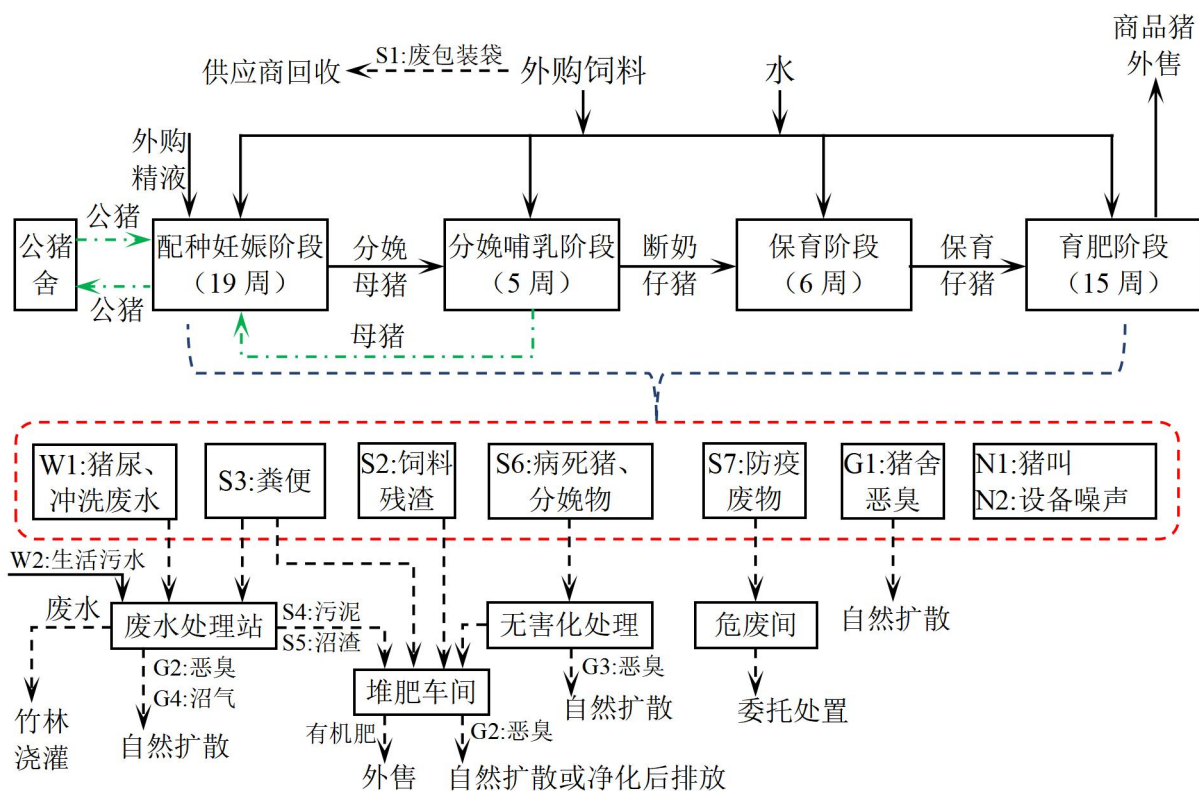 商品猪
外售
供应商回收
S1:废包装袋
外购饲料
水
外购
精液
公猪
公猪
舍
公猪
配种妊娠阶段
（19 周）
分娩
母猪
分娩哺乳阶段
（5 周）
断奶
仔猪
保育阶段
（6 周）
保育
仔猪
育肥阶段
（15 周）
母猪
W1:猪尿、
冲洗废水
S3:粪便
S2:饲料
残渣
S6:病死猪、
分娩物
S7:防疫
废物
G1:猪舍
恶臭
N1:猪叫
N2:设备噪声
W2:生活污水
废水
废水处理站
S4:污泥
S5:沼渣
无害化处理
危废间
自然扩散
G2:恶臭
G4:沼气
堆肥车间
G3:恶臭
自然扩散
委托处置
竹林
浇灌
自然扩散
有机肥
G2:恶臭
外售
自然扩散或净化后排放